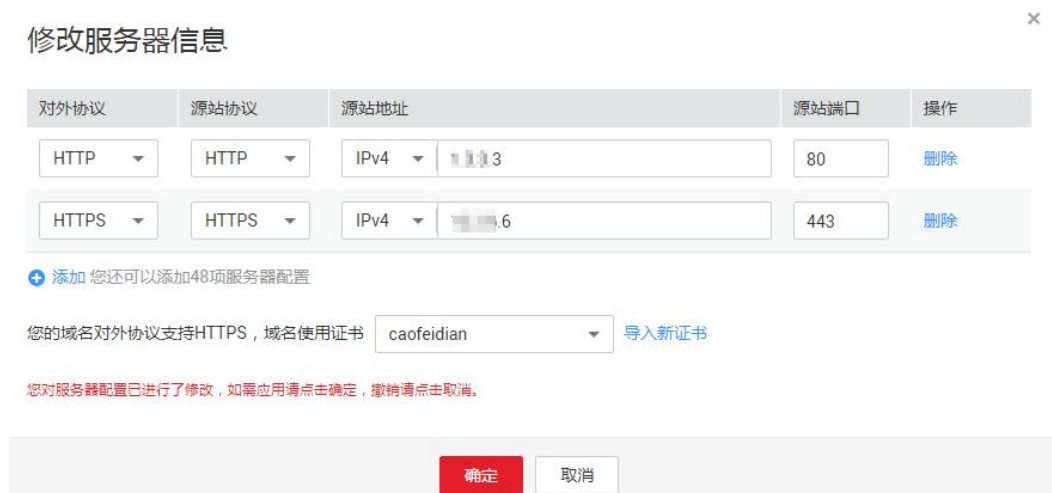 修改服务器信息
对外协议 源站协议 源站地址 源站端口 操作
HTTP HTTP IPv4 3 80 删除
HTTPS HTTPS IPv4 .6 443 删除
添加 您还可以添加48项服务器配置
您的域名对外协议支持HTTPS，域名使用证书 caofeidian 导入新证书
您对服务器配置已进行了修改，如需应用请点击确定，撤销请点击取消。
确定 取消